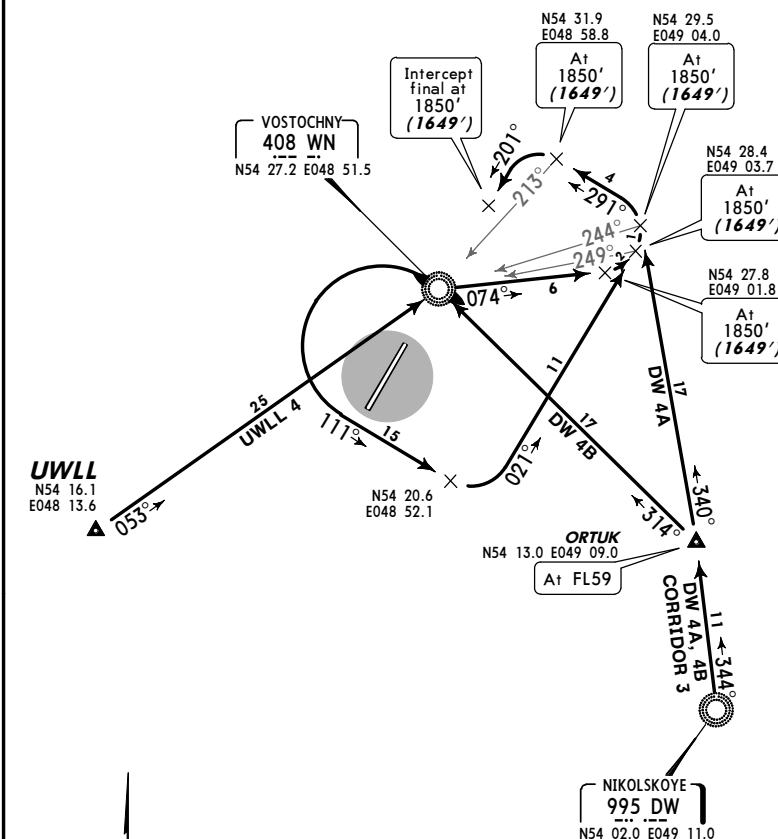 N54 31.9
E048 58.8
At
1850'
(1649')
N54 29.5
E049 04.0
At
1850'
(1649')
Intercept
final at
1850'
(1649')
VOSTOCHNY
408 WN
N54 27.2 E048 51.5
N54 28.4
E049 03.7
At
1850'
(1649')
N54 27.8
E049 01.8
At
1850'
(1649')
201°
213°
4
291°
244°
1
249°
2
074°
6
11
17
DW 4A
17
DW 4B
25
UWLL 4
111°
15
021°
UWLL
N54 16.1
E048 13.6
053°
N54 20.6
E048 52.1
340°
314°
ORTUK
N54 13.0 E049 09.0
At FL59
DW 4A, 4B
CORRIDOR 3
11
344°
NIKOLSKOYE
995 DW
N54 02.0 E049 11.0